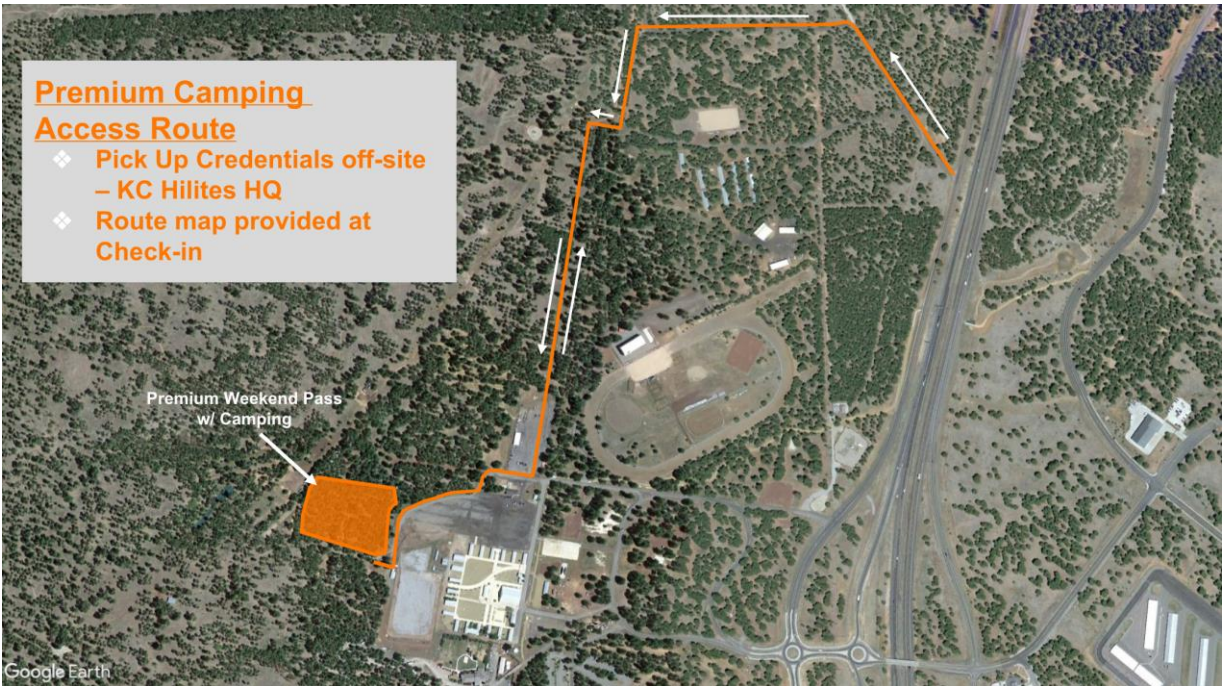 Premium Camping
Access Route
❖ Pick Up Credentials off-site
– KC Hilites HQ
❖ Route map provided at
Check-in
Premium Weekend Pass
w/ Camping
Google Earth